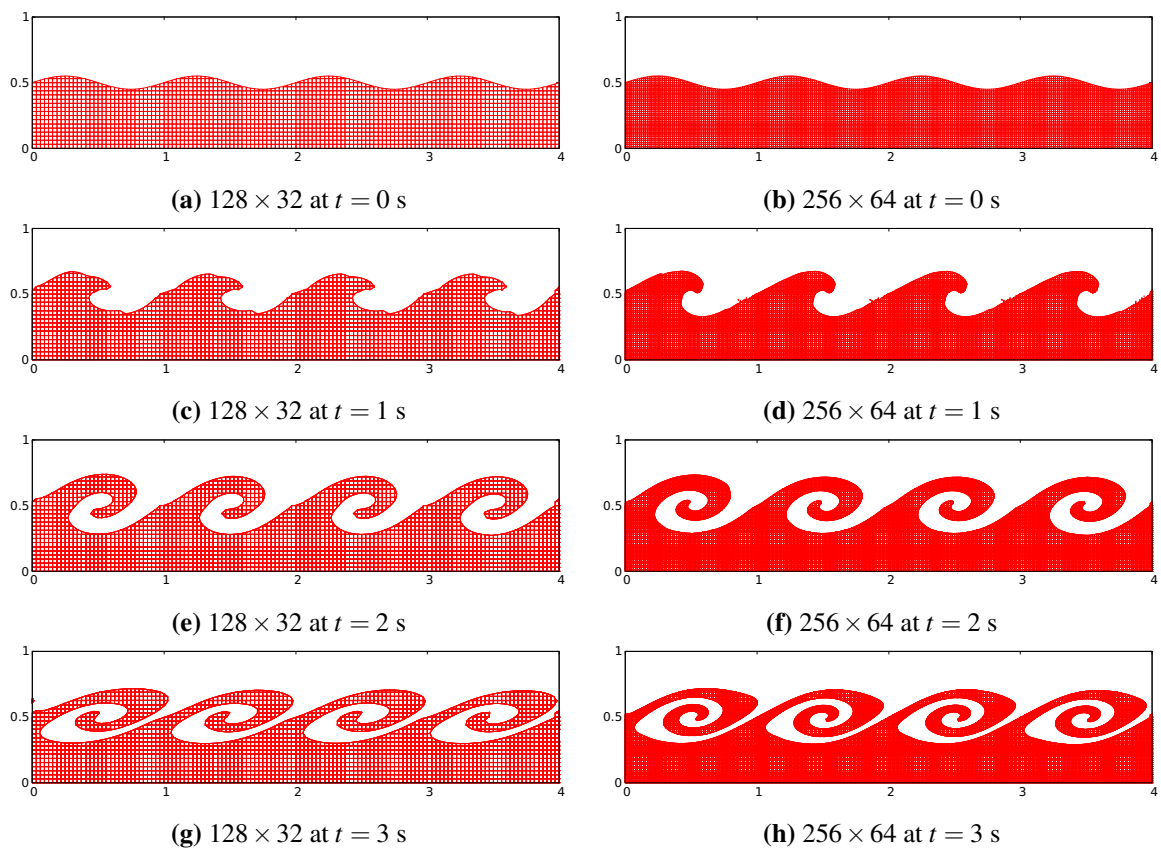 1
0.5
0
0 1 2 3 4
(a) 128 × 32 at t = 0 s
1
0.5
0
0 1 2 3 4
(b) 256 × 64 at t = 0 s
1
0.5
0
0 1 2 3 4
(c) 128 × 32 at t = 1 s
1
0.5
0
0 1 2 3 4
(d) 256 × 64 at t = 1 s
1
0.5
0
0 1 2 3 4
(e) 128 × 32 at t = 2 s
1
0.5
0
0 1 2 3 4
(f) 256 × 64 at t = 2 s
1
0.5
0
0 1 2 3 4
(g) 128 × 32 at t = 3 s
1
0.5
0
0 1 2 3 4
(h) 256 × 64 at t = 3 s